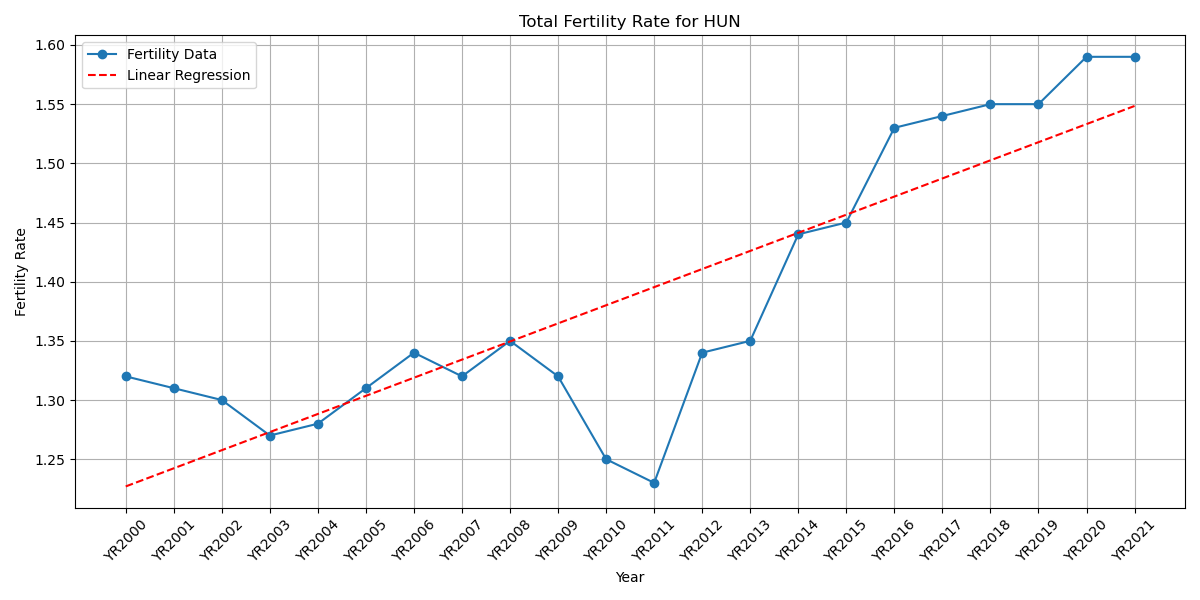 Total Fertility Rate for HUN
Fertility Data
Linear Regression
Fertility Rate
1.60
1.55
1.50
1.45
1.40
1.35
1.30
1.25
YR2000
YR2001
YR2002
YR2003
YR2004
YR2005
YR2006
YR2007
YR2008
YR2009
YR2010
YR2011
YR2012
YR2013
YR2014
YR2015
YR2016
YR2017
YR2018
YR2019
YR2020
YR2021
Year